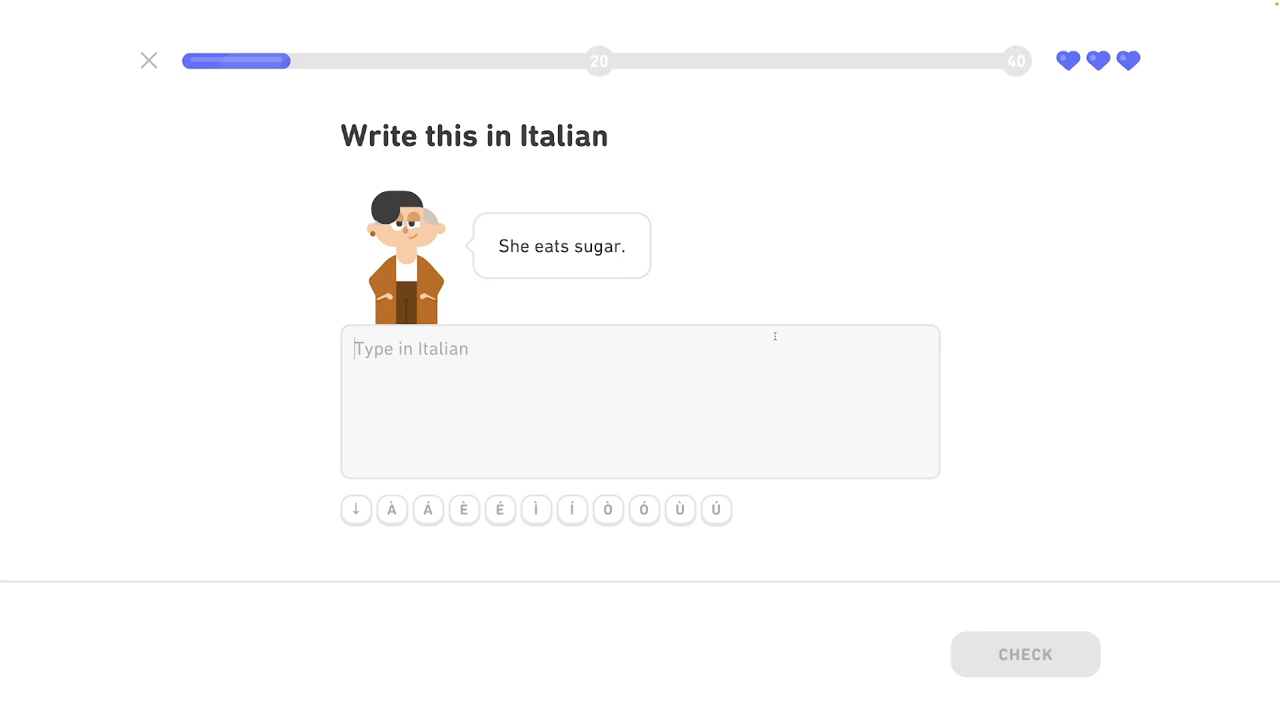 20
40
Write this in Italian
She eats sugar.
Type in Italian
↓ À Á È É Ì Í Ò Ó Ù Ú
CHECK